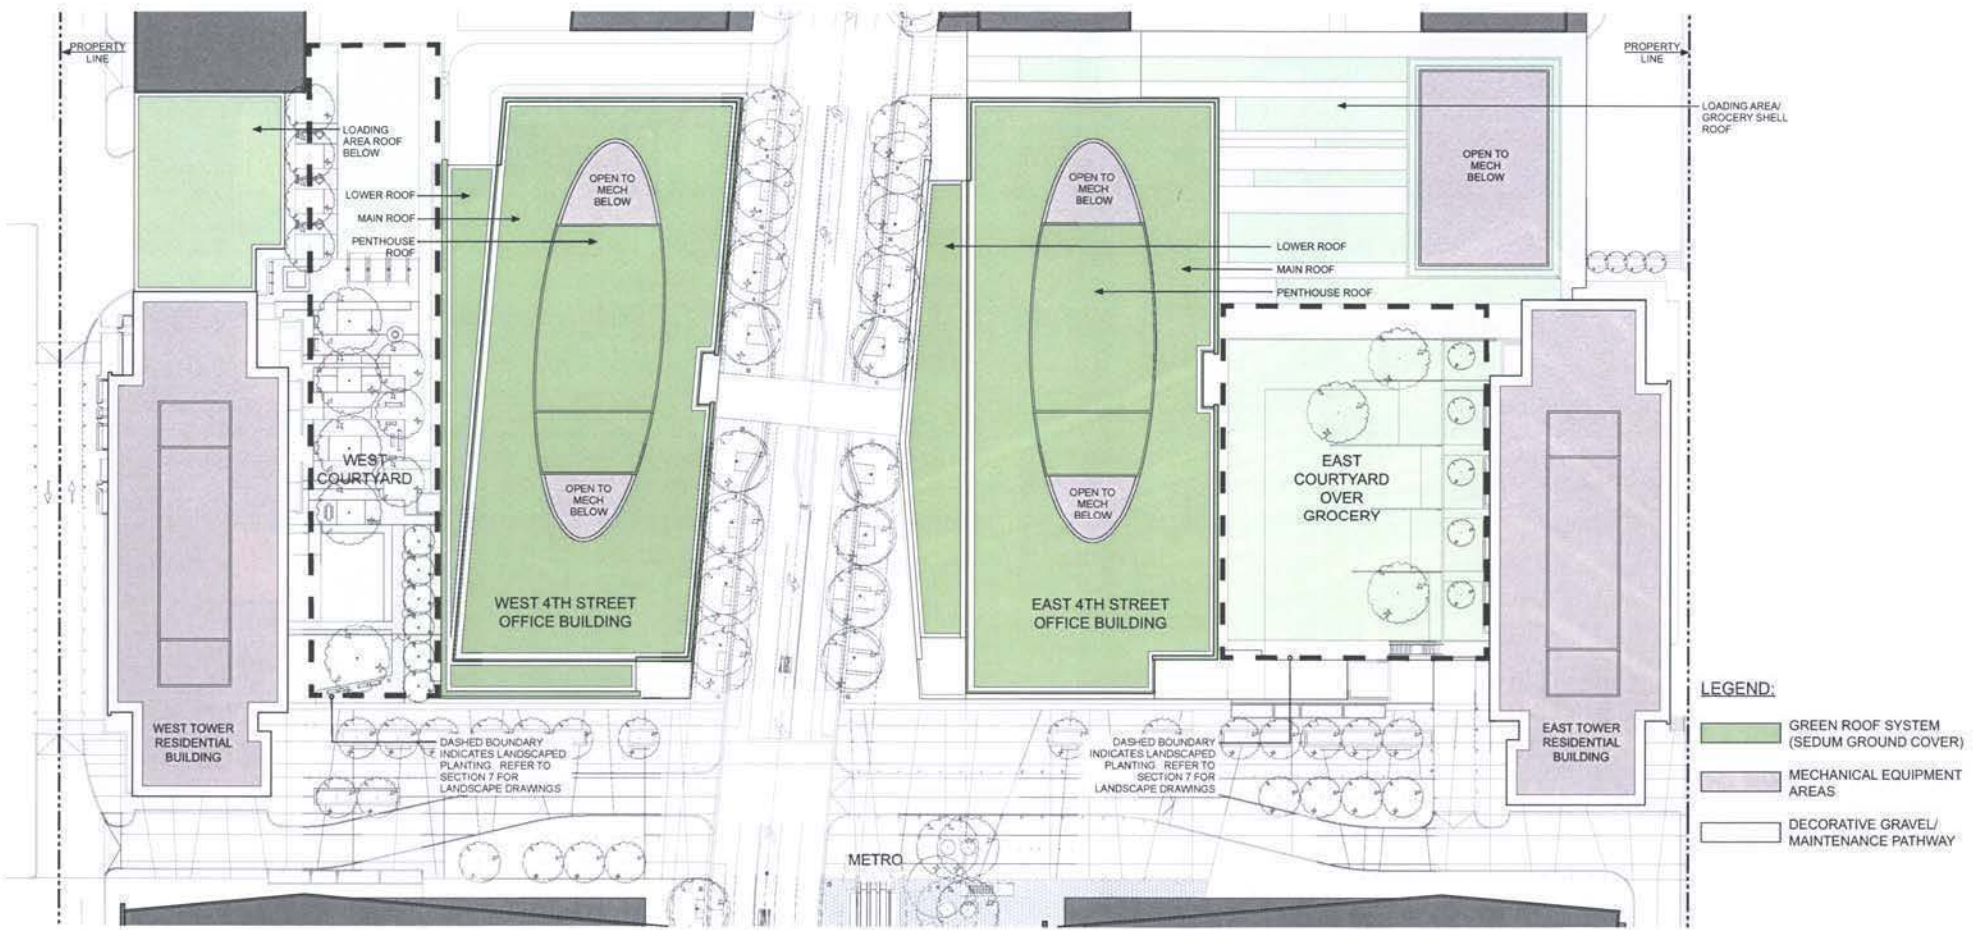 PROPERTY
LINE
LOADING
AREA ROOF
BELOW
LOWER ROOF
MAIN ROOF
PENTHOUSE
ROOF
OPEN TO
MECH
BELOW
OPEN TO
MECH
BELOW
WEST
COURTYARD
WEST 4TH STREET
OFFICE BUILDING
WEST TOWER
RESIDENTIAL
BUILDING
DASHED BOUNDARY
INDICATES LANDSCAPED
PLANTING. REFER TO
SECTION 7 FOR
LANDSCAPE DRAWINGS
METRO
OPEN TO
MECH
BELOW
OPEN TO
MECH
BELOW
EAST 4TH STREET
OFFICE BUILDING
LOWER ROOF
MAIN ROOF
PENTHOUSE ROOF
OPEN TO
MECH
BELOW
EAST
COURTYARD
OVER
GROCERY
DASHED BOUNDARY
INDICATES LANDSCAPED
PLANTING. REFER TO
SECTION 7 FOR
LANDSCAPE DRAWINGS
EAST TOWER
RESIDENTIAL
BUILDING
PROPERTY
LINE
LOADING AREA/
GROCERY SHELL
ROOF
LEGEND:
GREEN ROOF SYSTEM
(SEDUM GROUND COVER)
MECHANICAL EQUIPMENT
AREAS
DECORATIVE GRAVEL/
MAINTENANCE PATHWAY